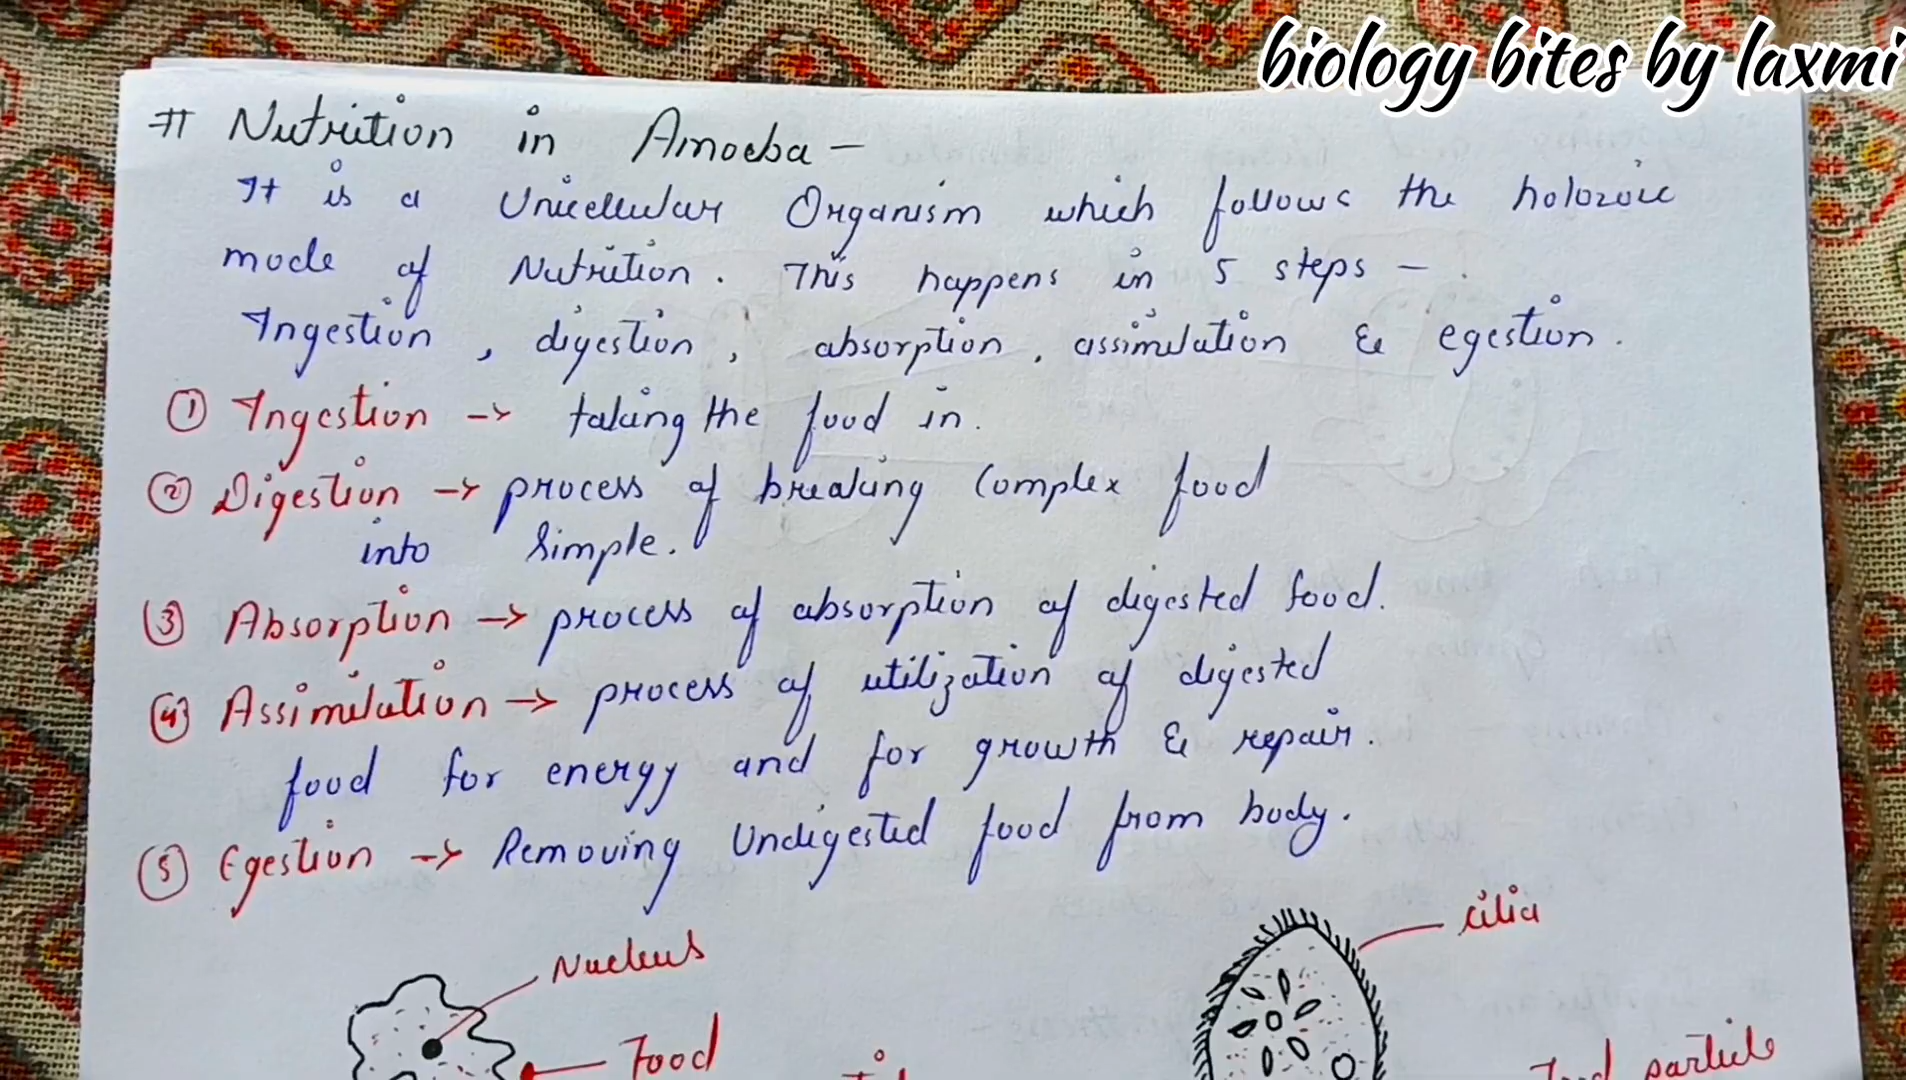 biology bites by laxmi
# Nutrition in Amoeba –
It is a Unicellular Organism which follows the holozoic
mode of Nutrition. This happens in 5 steps –
Ingestion, digestion, absorption, assimilation & egestion.
① Ingestion -> taking the food in.
② Digestion -> process of breaking Complex food
into Simple.
③ Absorption -> process of absorption of digested food.
④ Assimilation -> process of utilization of digested
food for energy and for growth & repair.
⑤ Egestion -> Removing Undigested food from body.
cilia
Nucleus
Food
Food particle